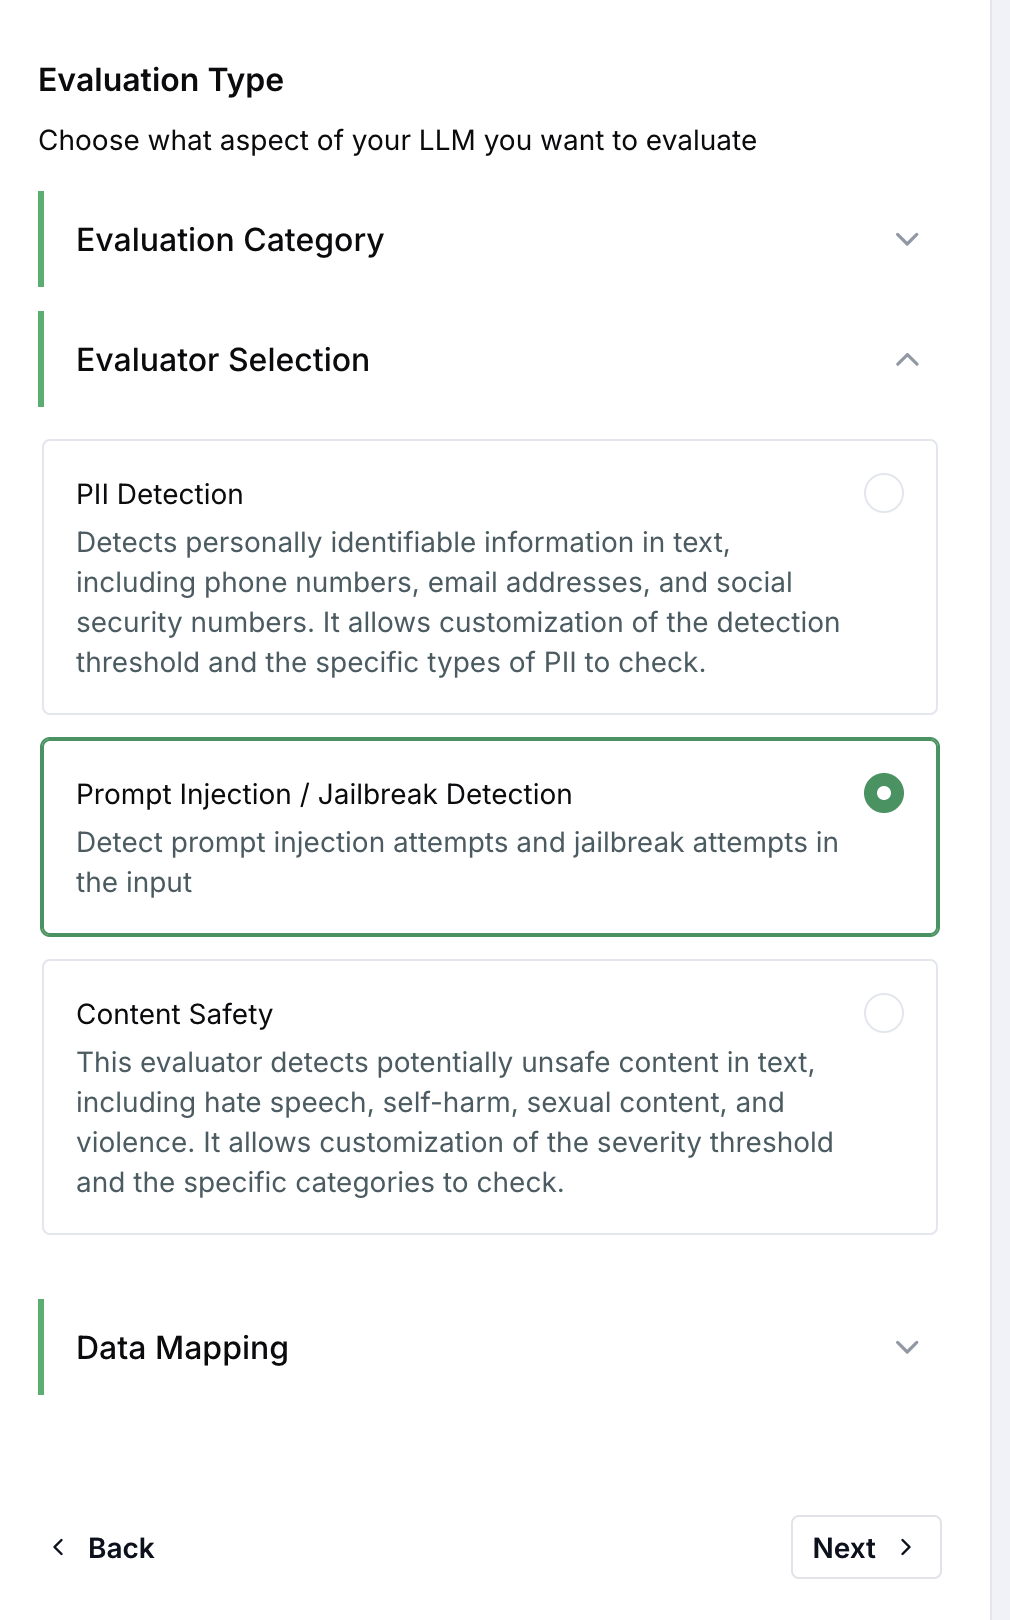 Evaluation Type
Choose what aspect of your LLM you want to evaluate
Evaluation Category
Evaluator Selection
PII Detection
Detects personally identifiable information in text,
including phone numbers, email addresses, and social
security numbers. It allows customization of the detection
threshold and the specific types of PII to check.
Prompt Injection / Jailbreak Detection
Detect prompt injection attempts and jailbreak attempts in
the input
Content Safety
This evaluator detects potentially unsafe content in text,
including hate speech, self-harm, sexual content, and
violence. It allows customization of the severity threshold
and the specific categories to check.
Data Mapping
Back
Next